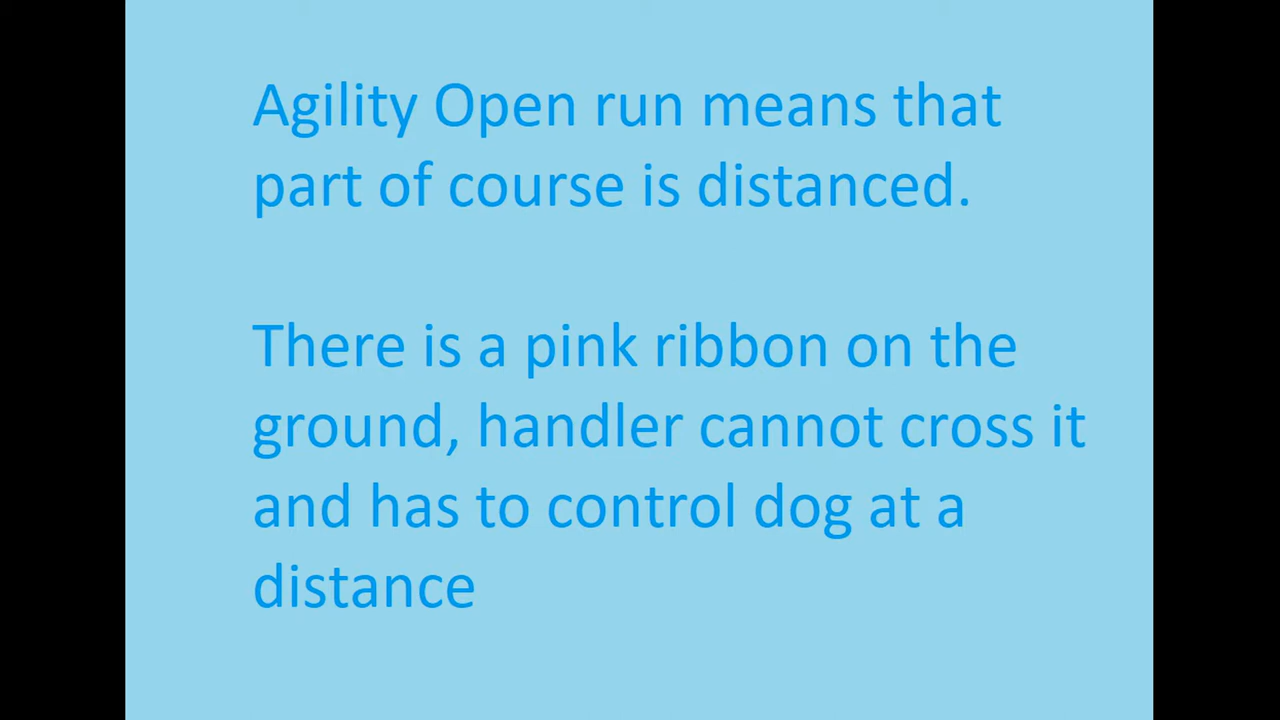 Agility Open run means that
part of course is distanced.
There is a pink ribbon on the
ground, handler cannot cross it
and has to control dog at a
distance